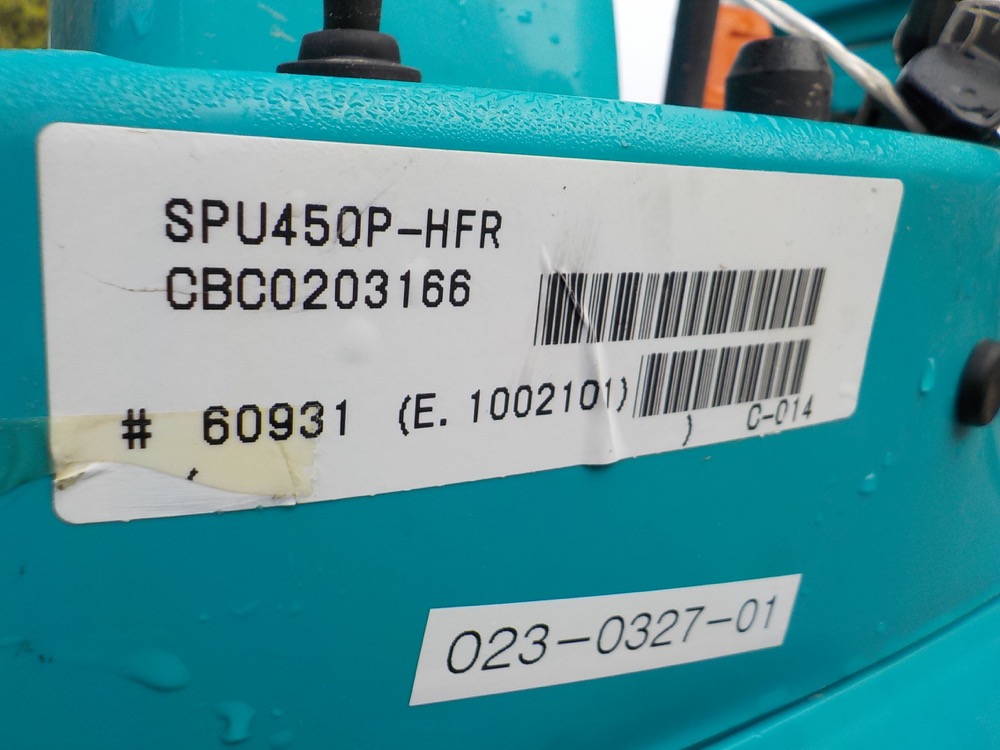 SPU450P-HFR
CBC0203166
# 60931 (E. 1002101)
) C-014
023-0327-01